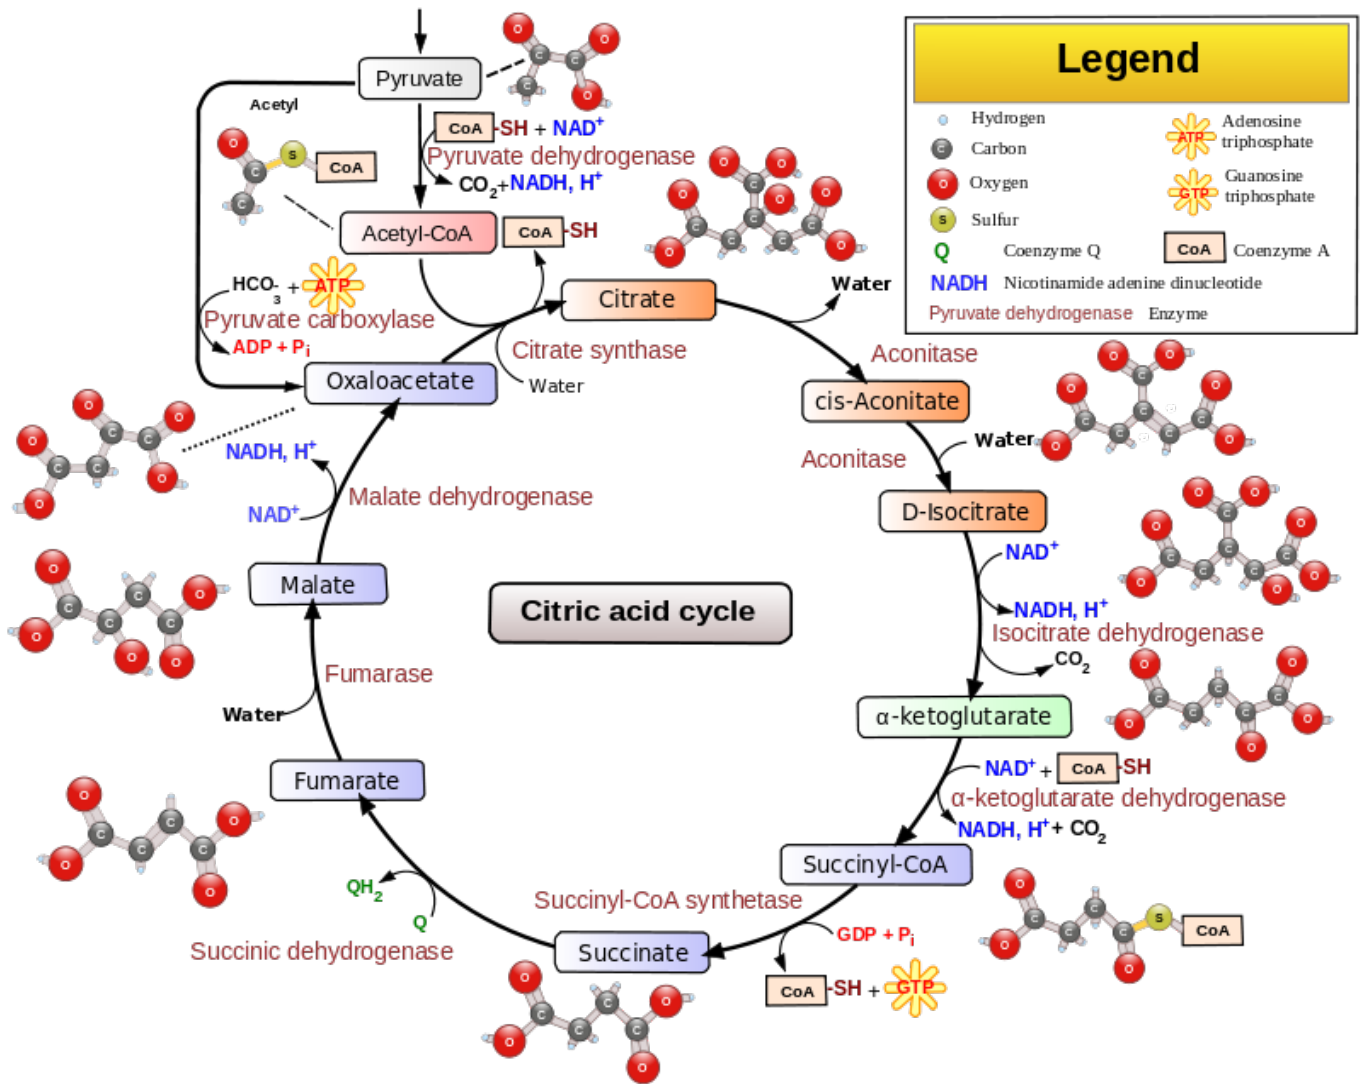 Legend
Hydrogen
Carbon
Oxygen
S Sulfur
Q Coenzyme Q
NADH Nicotinamide adenine dinucleotide
Pyruvate dehydrogenase Enzyme
ATP Adenosine
triphosphate
GTP Guanosine
triphosphate
CoA Coenzyme A
Pyruvate
Acetyl
S CoA
CoA-SH + NAD+
Pyruvate dehydrogenase
CO2+NADH, H+
Acetyl-CoA
CoA-SH
HCO3- + ATP
Pyruvate carboxylase
ADP + Pi
Citrate
Citrate synthase
Water
Oxaloacetate
Water
Aconitase
cis-Aconitate
Water
Aconitase
D-Isocitrate
NAD+
NADH, H+
Isocitrate dehydrogenase
CO2
α-ketoglutarate
NAD+ + CoA-SH
α-ketoglutarate dehydrogenase
NADH, H+ + CO2
Succinyl-CoA
S CoA
Succinyl-CoA synthetase
GDP + Pi
CoA-SH + GTP
Succinate
Succinic dehydrogenase
Q
QH2
Fumarate
Water
Fumarase
Malate
NAD+
Malate dehydrogenase
NADH, H+
Citric acid cycle